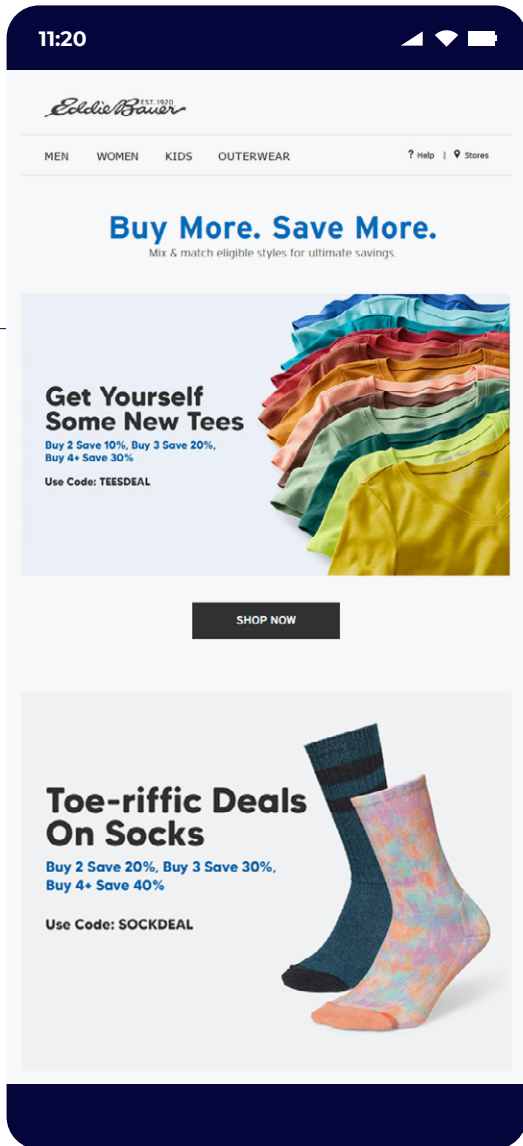 11:20
Eddie Bauer
EST. 1920
MEN WOMEN KIDS OUTERWEAR ? Help | Stores
Buy More. Save More.
Mix & match eligible styles for ultimate savings.
Get Yourself
Some New Tees
Buy 2 Save 10%, Buy 3 Save 20%,
Buy 4+ Save 30%
Use Code: TEESDEAL
SHOP NOW
Toe-riffic Deals
On Socks
Buy 2 Save 20%, Buy 3 Save 30%,
Buy 4+ Save 40%
Use Code: SOCKDEAL